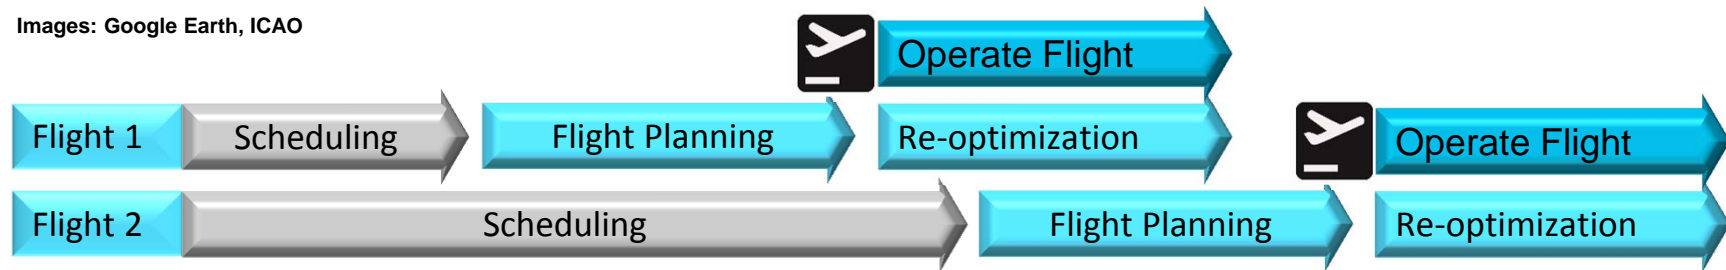 Images: Google Earth, ICAO
Operate Flight
Flight 1 Scheduling Flight Planning Re-optimization
Operate Flight
Flight 2 Scheduling Flight Planning Re-optimization